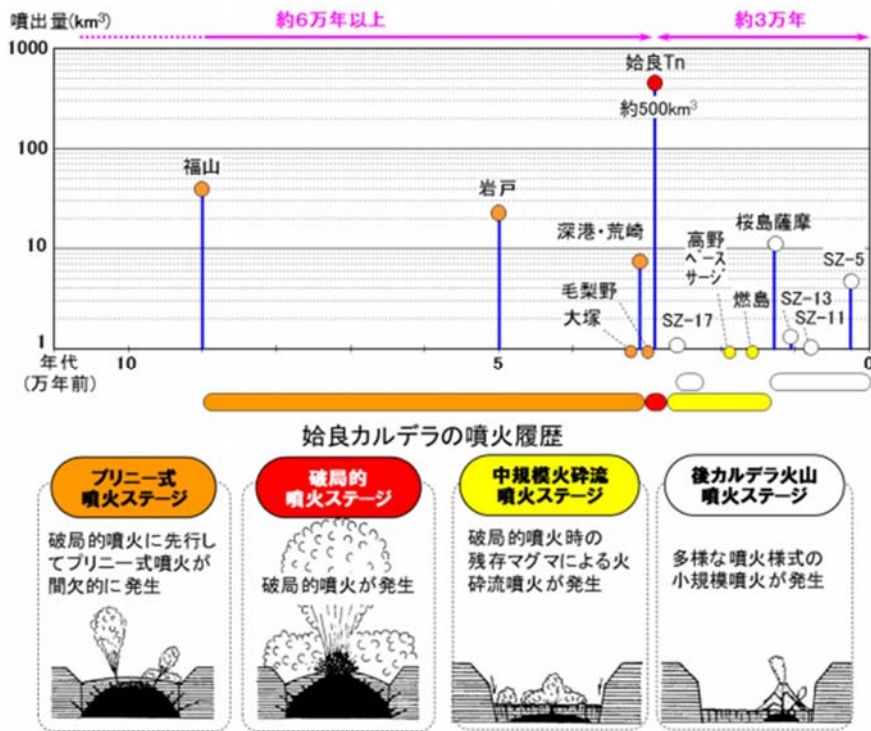 噴出量(km³)
約6万年以上
約3万年
1000
100
10
1
姶良Tn
約500km³
福山
岩戸
深港・荒崎
毛梨野
大塚
高野
ベース
サージ
燃島
桜島薩摩
SZ-17
SZ-13
SZ-11
SZ-5
年代
(万年前)
10
5
0
姶良カルデラの噴火履歴
プリニー式
噴火ステージ
破局的噴火に先行し
てプリニー式噴火が
間欠的に発生
破局的
噴火ステージ
破局的噴火が発生
中規模火砕流
噴火ステージ
破局的噴火時の
残存マグマによる火
砕流噴火が発生
後カルデラ火山
噴火ステージ
多様な噴火様式の
小規模噴火が発生